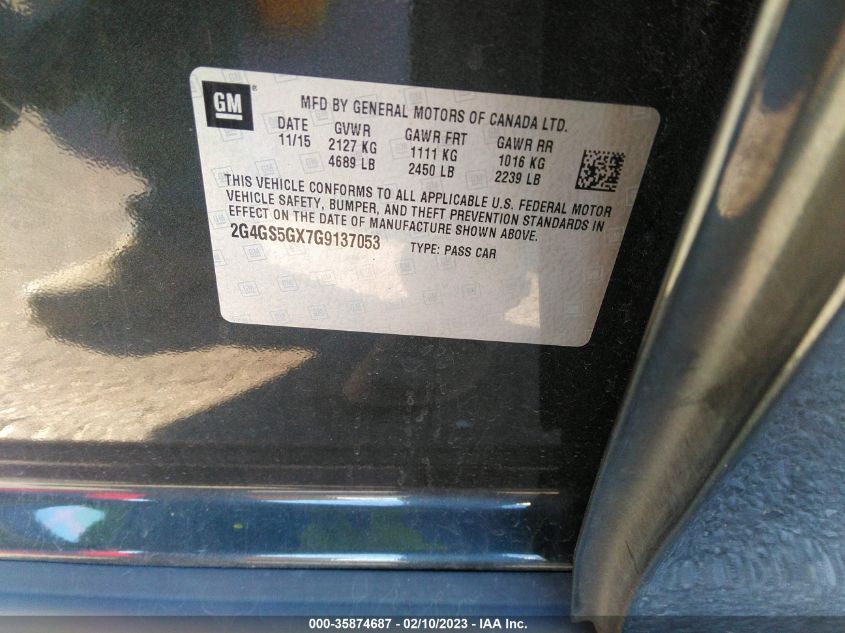 GM
MFD BY GENERAL MOTORS OF CANADA LTD.
DATE GVWR GAWR FRT GAWR RR
11/15 2127 KG 1111 KG 1016 KG
4689 LB 2450 LB 2239 LB
THIS VEHICLE CONFORMS TO ALL APPLICABLE U.S. FEDERAL MOTOR
VEHICLE SAFETY, BUMPER, AND THEFT PREVENTION STANDARDS IN
EFFECT ON THE DATE OF MANUFACTURE SHOWN ABOVE.
2G4GS5GX7G9137053 TYPE: PASS CAR
000-35874687 - 02/10/2023 - IAA Inc.